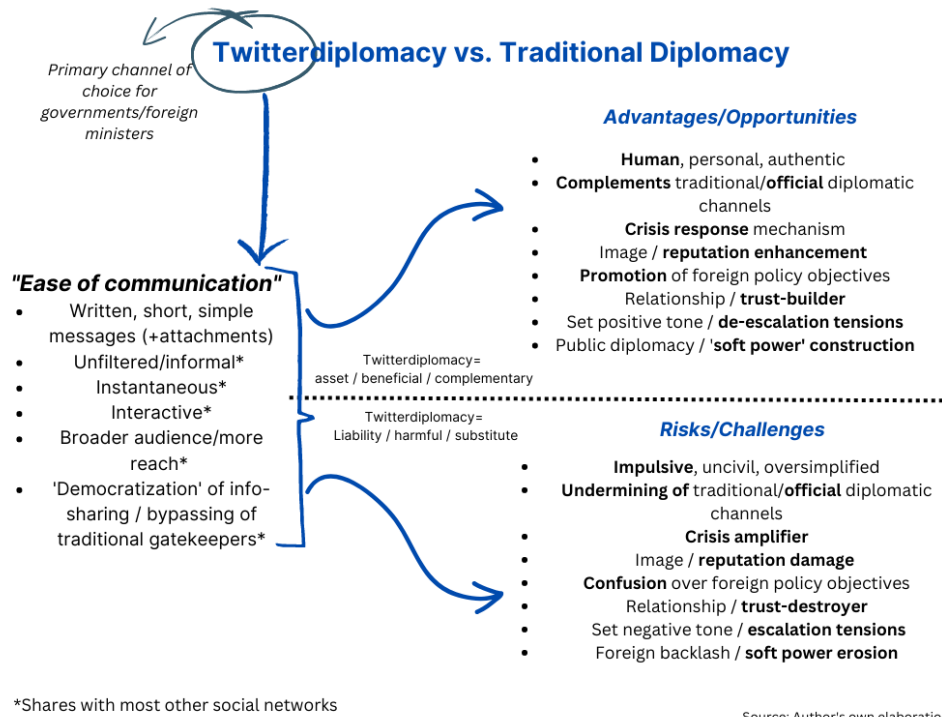 Twitterdiplomacy vs. Traditional Diplomacy
Primary channel of
choice for
governments/foreign
ministers
"Ease of communication"
• Written, short, simple
messages (+attachments)
• Unfiltered/informal*
• Instantaneous*
• Interactive*
• Broader audience/more
reach*
• 'Democratization' of info-
sharing / bypassing of
traditional gatekeepers*
Twitterdiplomacy=
asset / beneficial / complementary
Twitterdiplomacy=
Liability / harmful / substitute
Advantages/Opportunities
• Human, personal, authentic
• Complements traditional/official diplomatic
channels
• Crisis response mechanism
• Image / reputation enhancement
• Promotion of foreign policy objectives
• Relationship / trust-builder
• Set positive tone / de-escalation tensions
• Public diplomacy / 'soft power' construction
Risks/Challenges
• Impulsive, uncivil, oversimplified
• Undermining of traditional/official diplomatic
channels
• Crisis amplifier
• Image / reputation damage
• Confusion over foreign policy objectives
• Relationship / trust-destroyer
• Set negative tone / escalation tensions
• Foreign backlash / soft power erosion
*Shares with most other social networks
Source: Author's own